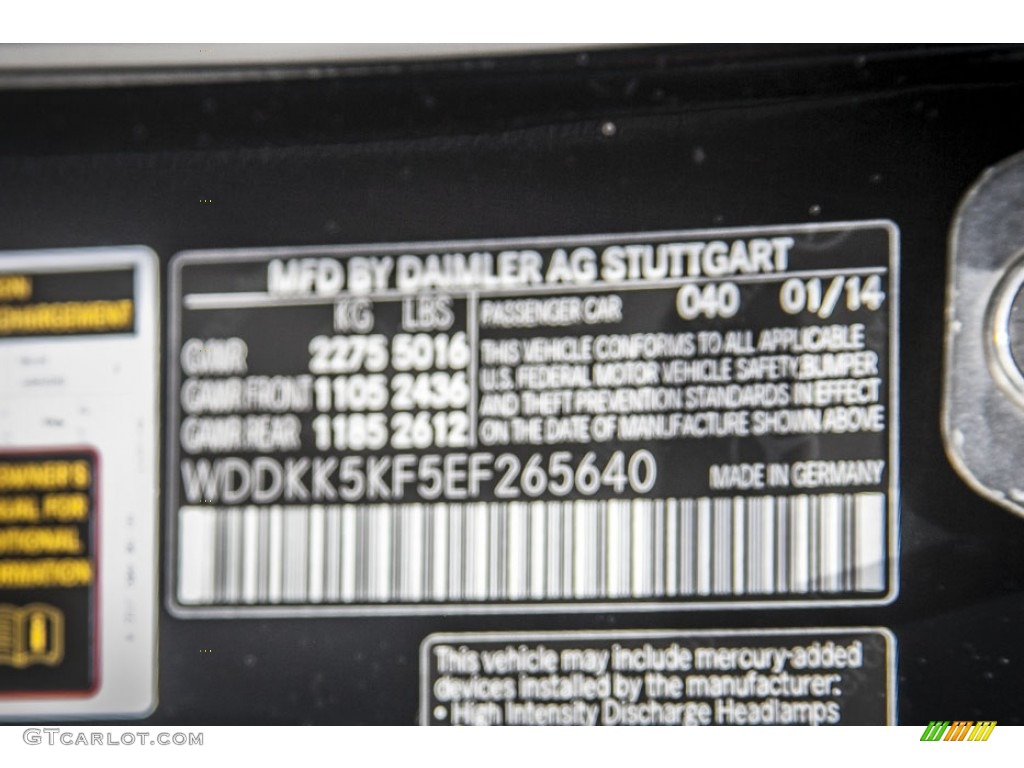 MFD BY DAIMLER AG STUTTGART
KG LBS
GVWR 2275 5016
GAWR FRONT 1105 2436
GAWR REAR 1185 2612
PASSENGER CAR 040 01/14
THIS VEHICLE CONFORMS TO ALL APPLICABLE
U.S. FEDERAL MOTOR VEHICLE SAFETY,BUMPER
AND THEFT PREVENTION STANDARDS IN EFFECT
ON THE DATE OF MANUFACTURE SHOWN ABOVE
WDDKK5KF5EF265640 MADE IN GERMANY
OWNER'S
FOR
This vehicle may include mercury-added
devices installed by the manufacturer:
• High Intensity Discharge Headlamps
GTCARLOT.COM